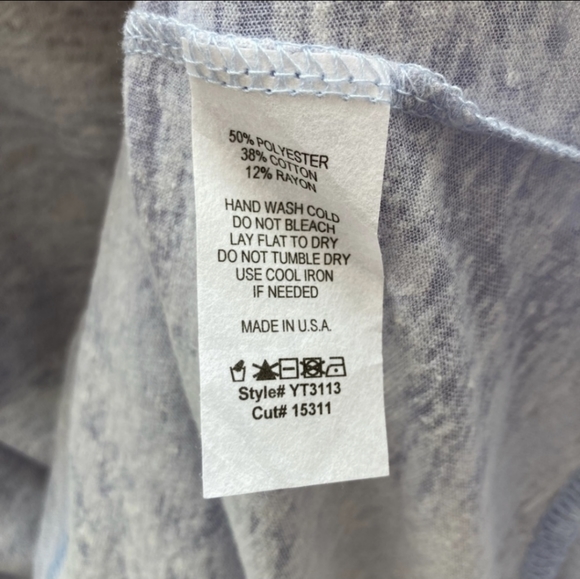 50% POLYESTER
38% COTTON
12% RAYON
HAND WASH COLD
DO NOT BLEACH
LAY FLAT TO DRY
DO NOT TUMBLE DRY
USE COOL IRON
IF NEEDED
MADE IN U.S.A.
Style# YT3113
Cut# 15311